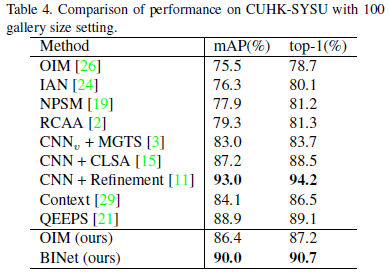 Table 4. Comparison of performance on CUHK-SYSU with 100
gallery size setting.
Method mAP(%) top-1(%)
OIM [26] 75.5 78.7
IAN [24] 76.3 80.1
NPSM [19] 77.9 81.2
RCAA [2] 79.3 81.3
CNNv + MGTS [3] 83.0 83.7
CNN + CLSA [15] 87.2 88.5
CNN + Refinement [11] 93.0 94.2
Context [29] 84.1 86.5
QEEPS [21] 88.9 89.1
OIM (ours) 86.4 87.2
BINet (ours) 90.0 90.7